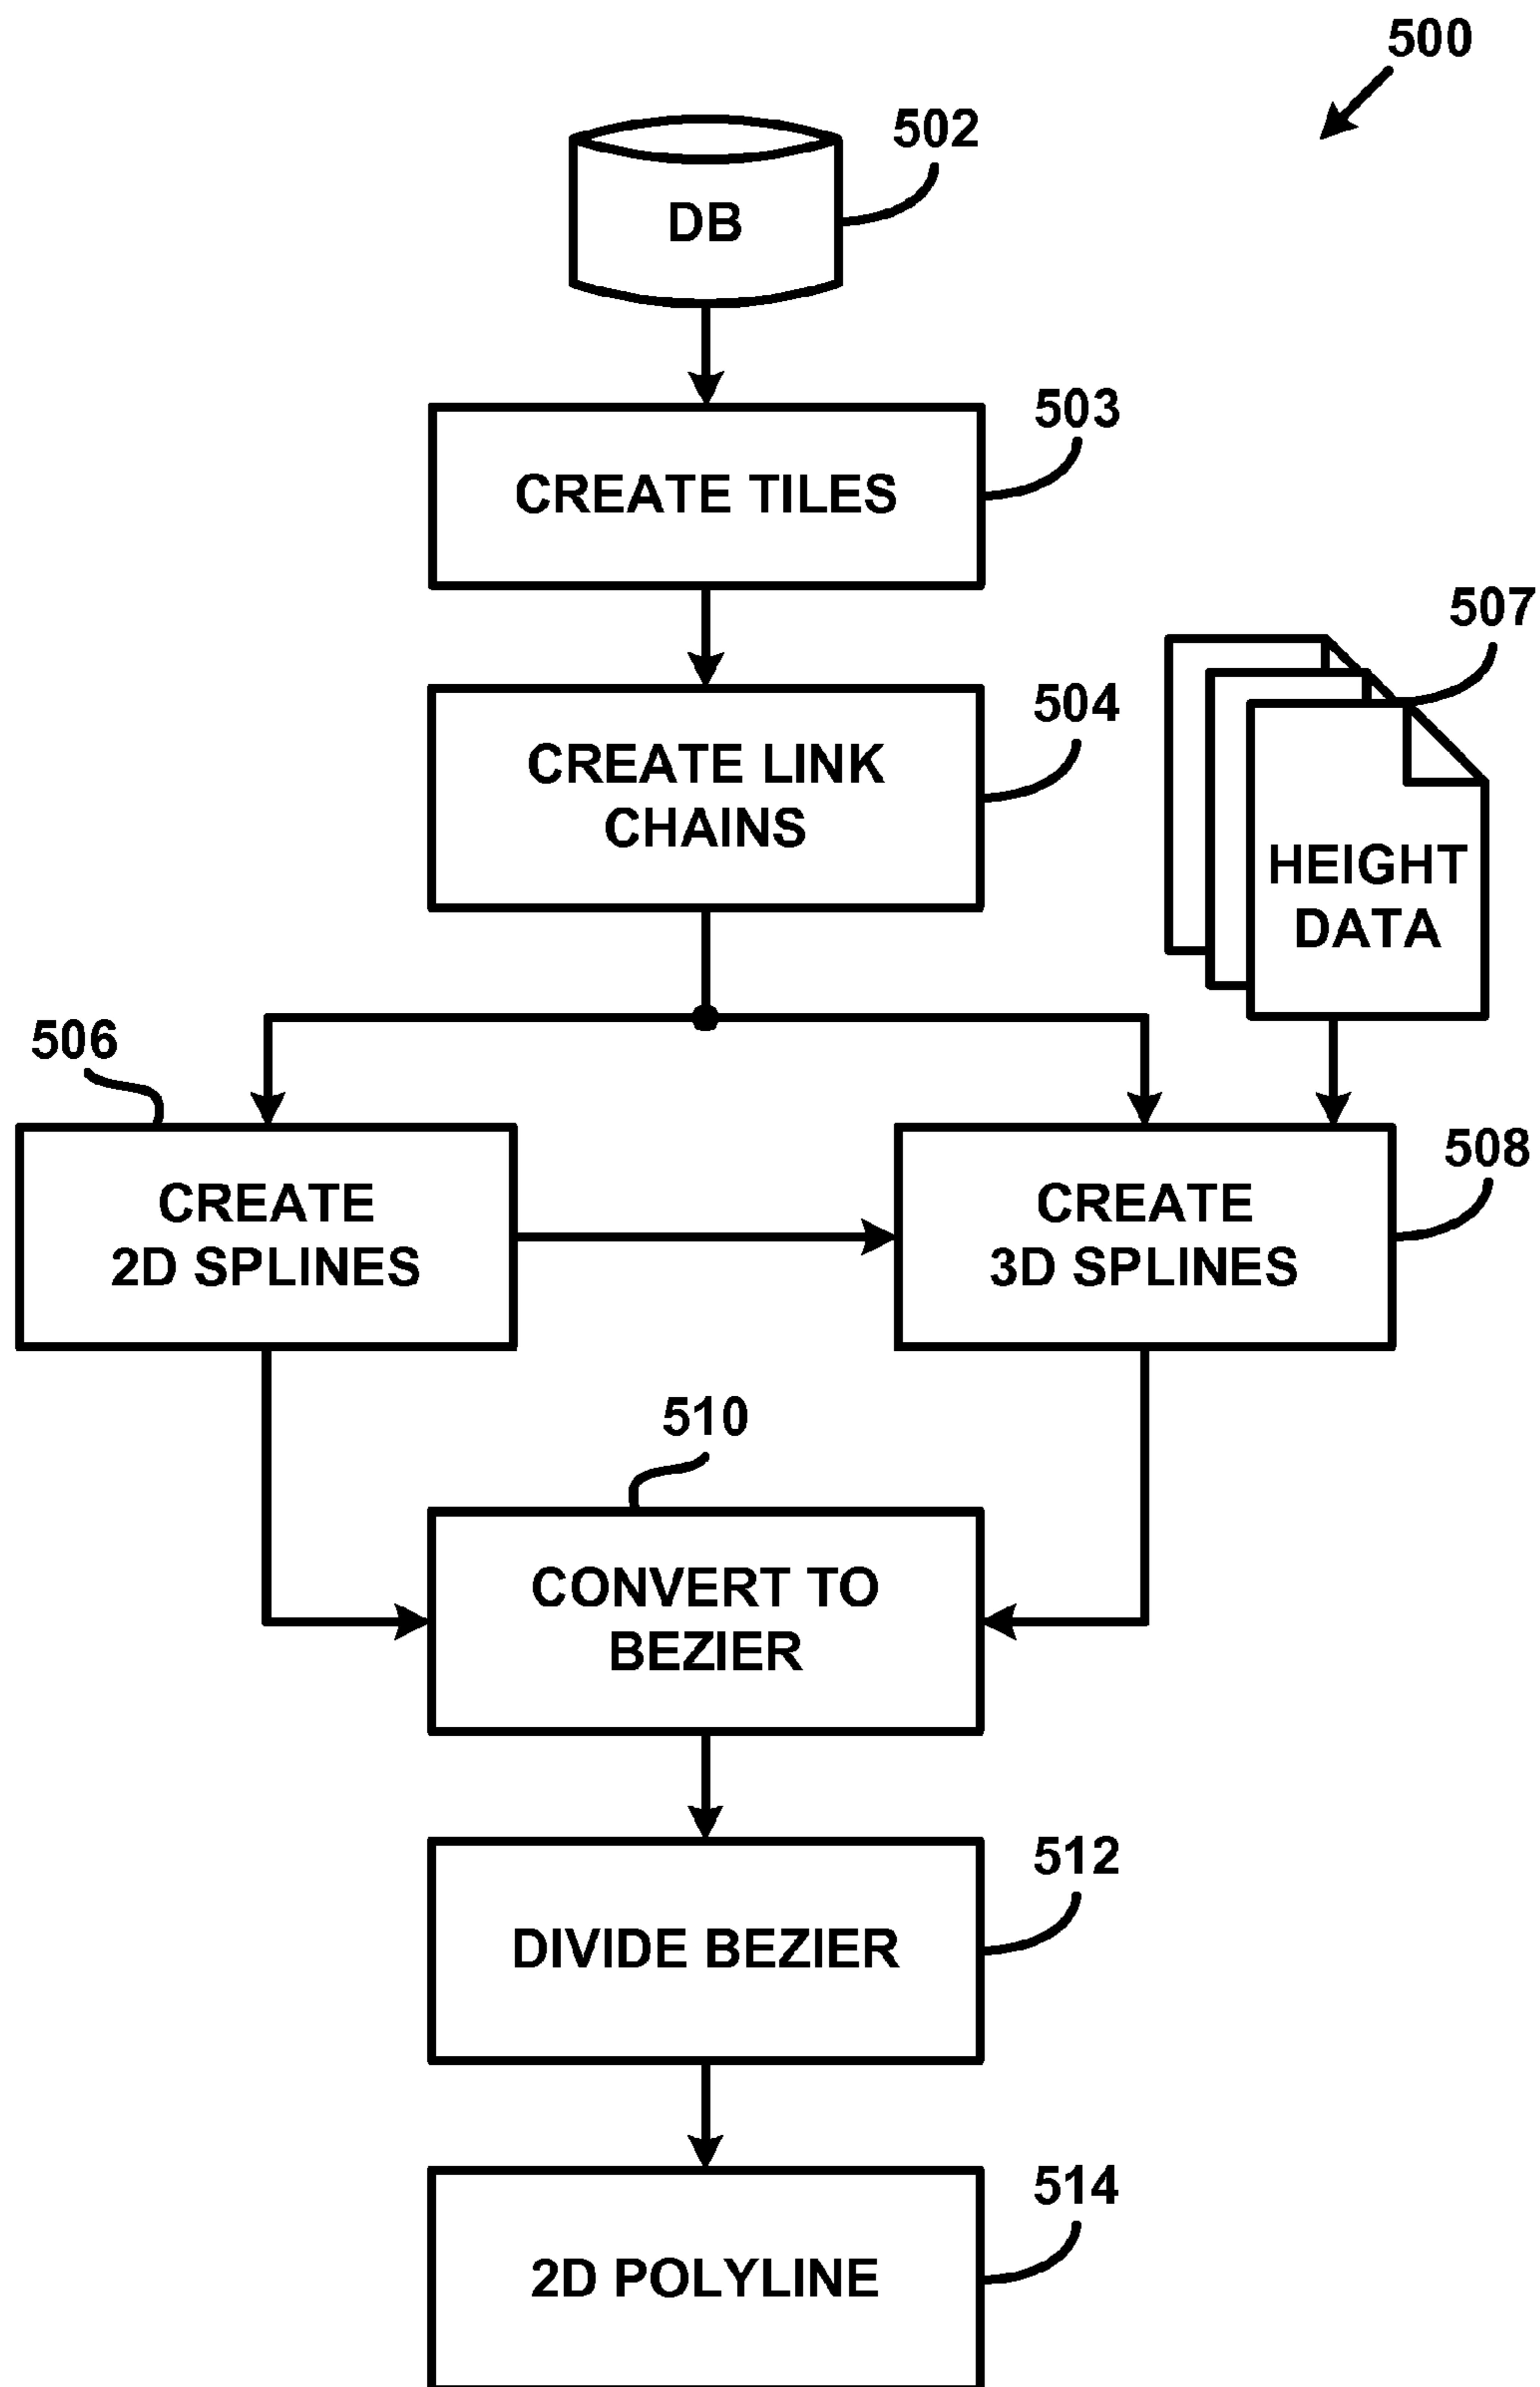 500
502
DB
503
CREATE TILES
507
504
CREATE LINK
CHAINS
HEIGHT
DATA
506
508
CREATE
2D SPLINES
CREATE
3D SPLINES
510
CONVERT TO
BEZIER
512
DIVIDE BEZIER
514
2D POLYLINE